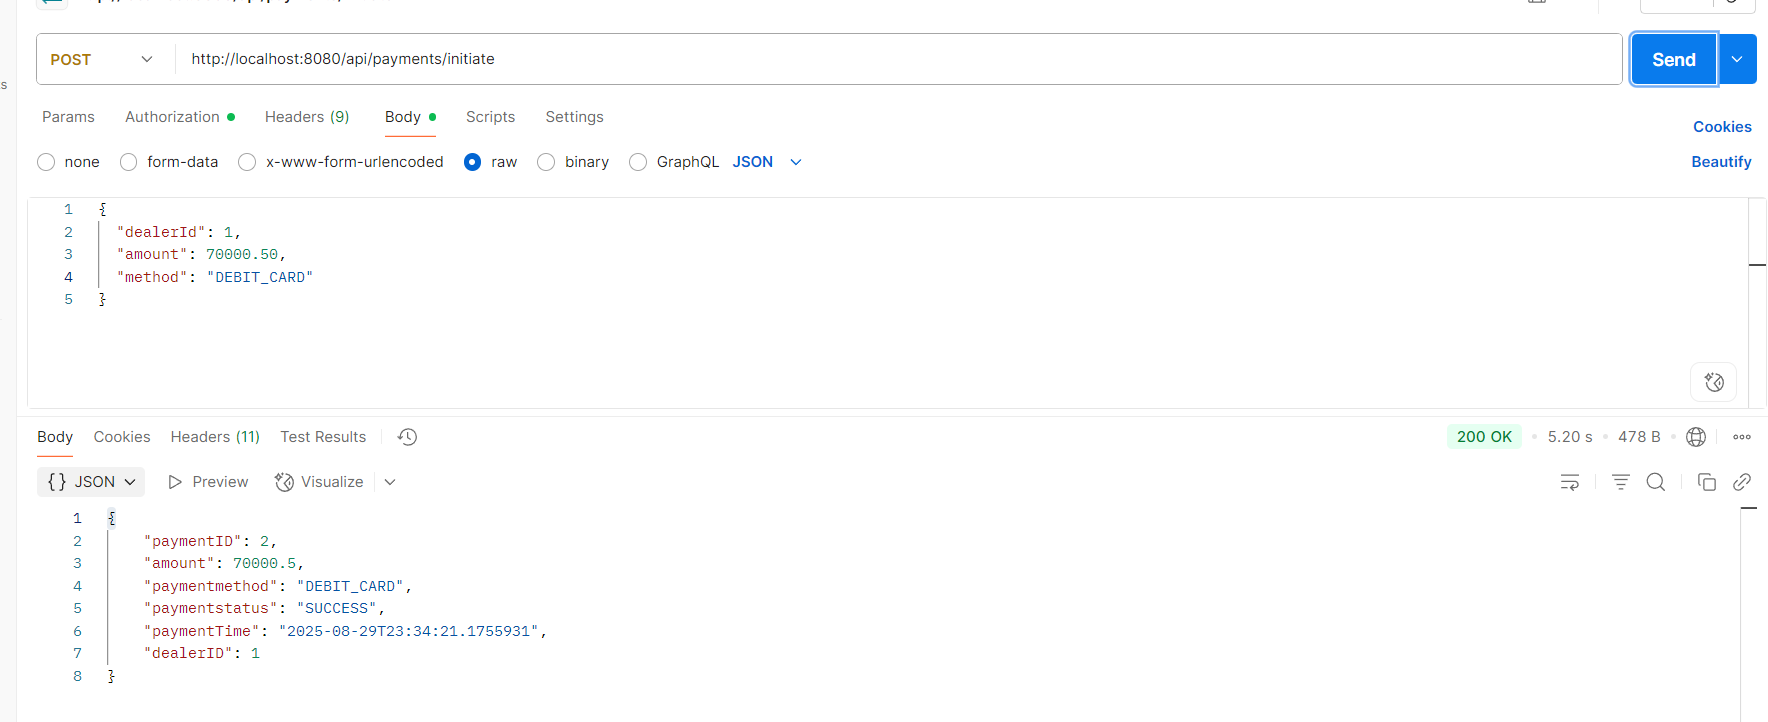 POST
http://localhost:8080/api/payments/initiate
Send
Params Authorization Headers (9) Body Scripts Settings
Cookies
none form-data x-www-form-urlencoded raw binary GraphQL JSON
Beautify
1 {
2 "dealerId": 1,
3 "amount": 70000.50,
4 "method": "DEBIT_CARD"
5 }
Body Cookies Headers (11) Test Results
200 OK • 5.20 s • 478 B
{} JSON Preview Visualize
1 {
2 "paymentID": 2,
3 "amount": 70000.5,
4 "paymentmethod": "DEBIT_CARD",
5 "paymentstatus": "SUCCESS",
6 "paymentTime": "2025-08-29T23:34:21.1755931",
7 "dealerID": 1
8 }